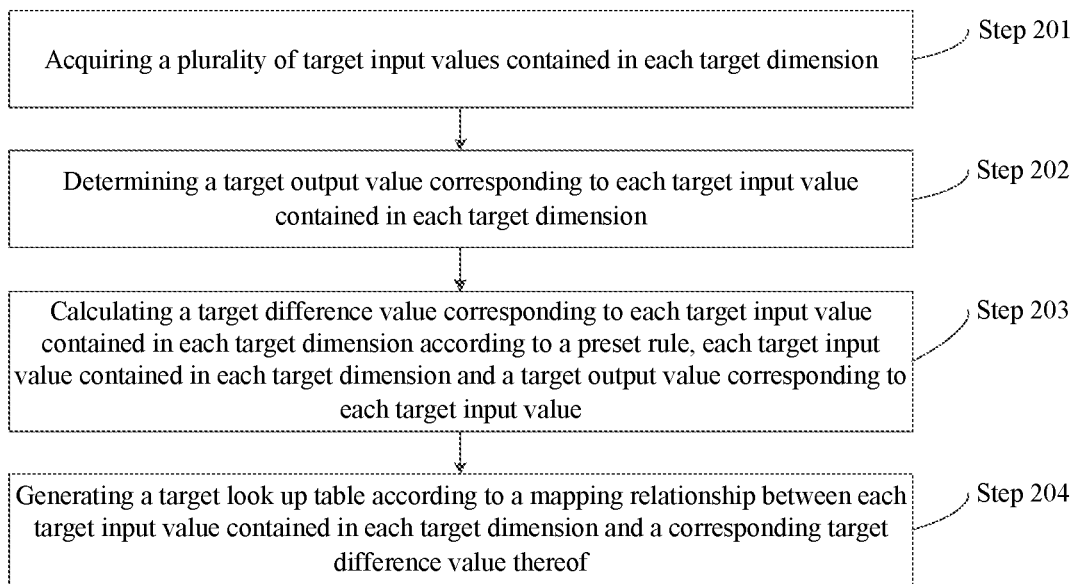 Step 201
Acquiring a plurality of target input values contained in each target dimension
Step 202
Determining a target output value corresponding to each target input value
contained in each target dimension
Step 203
Calculating a target difference value corresponding to each target input value
contained in each target dimension according to a preset rule, each target input
value contained in each target dimension and a target output value corresponding to
each target input value
Step 204
Generating a target look up table according to a mapping relationship between each
target input value contained in each target dimension and a corresponding target
difference value thereof